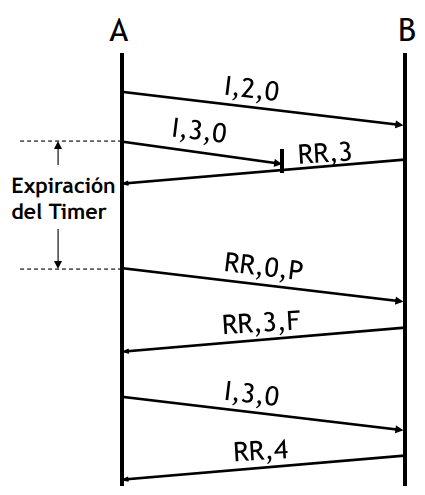 A
B
I,2,0
I,3,0
RR,3
Expiración
del Timer
RR,0,P
RR,3,F
I,3,0
RR,4